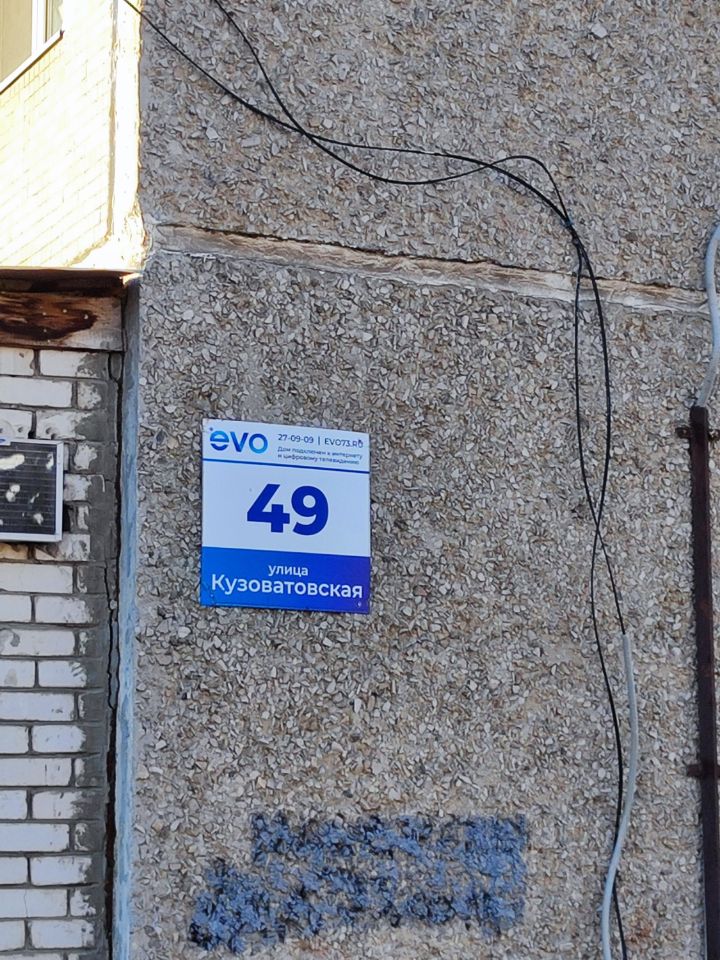 evo 27-09-09 | EVO73.RU
Дом подключен к интернету
и цифровому телевидению
49
улица
Кузоватовская